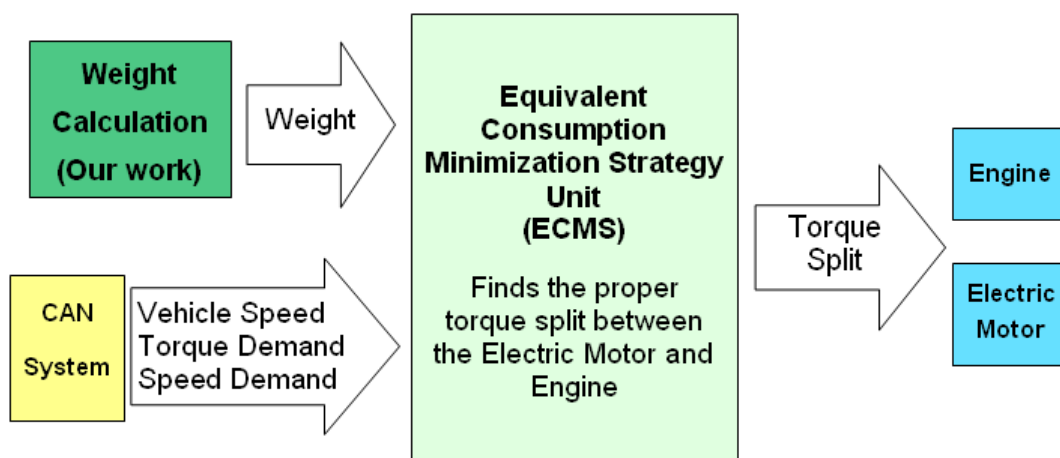 Weight
Calculation
(Our work)
Weight
Equivalent
Consumption
Minimization Strategy
Unit
(ECMS)
Finds the proper
torque split between
the Electric Motor and
Engine
CAN
System
Vehicle Speed
Torque Demand
Speed Demand
Torque
Split
Engine
Electric
Motor